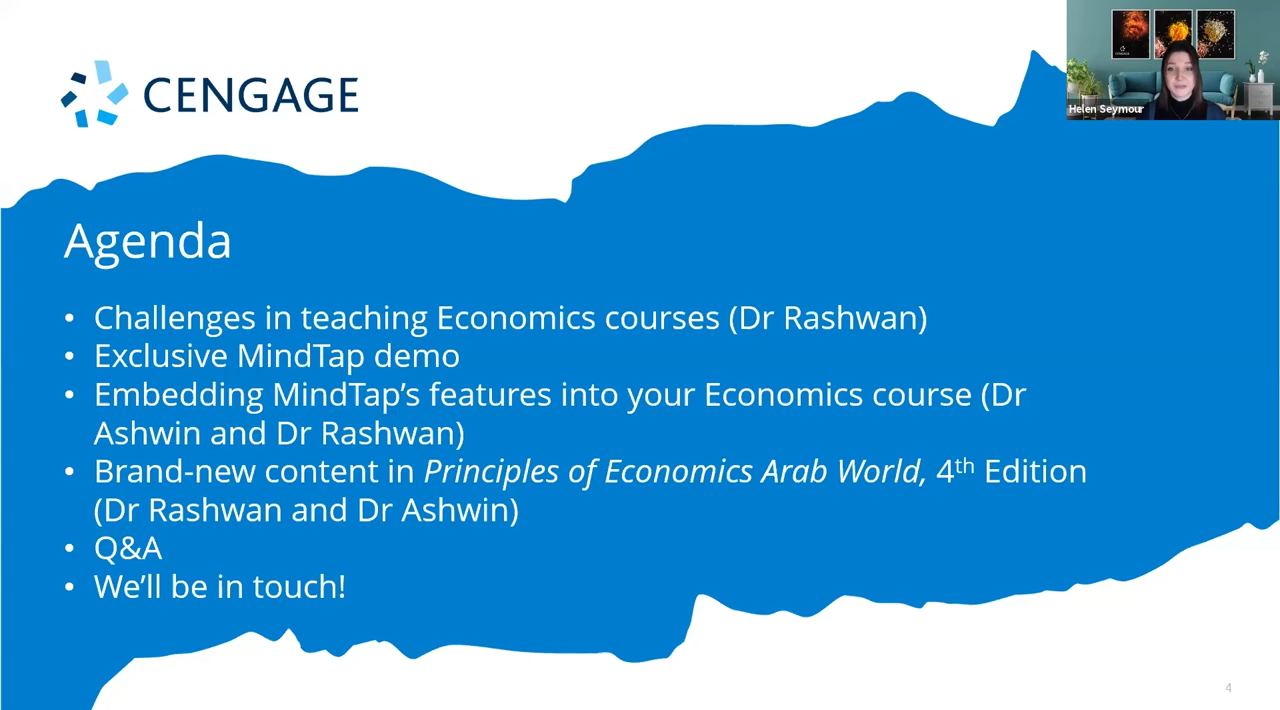 CENGAGE
Helen Seymour
Agenda
• Challenges in teaching Economics courses (Dr Rashwan)
• Exclusive MindTap demo
• Embedding MindTap’s features into your Economics course (Dr
Ashwin and Dr Rashwan)
• Brand-new content in Principles of Economics Arab World, 4th Edition
(Dr Rashwan and Dr Ashwin)
• Q&A
• We’ll be in touch!
4